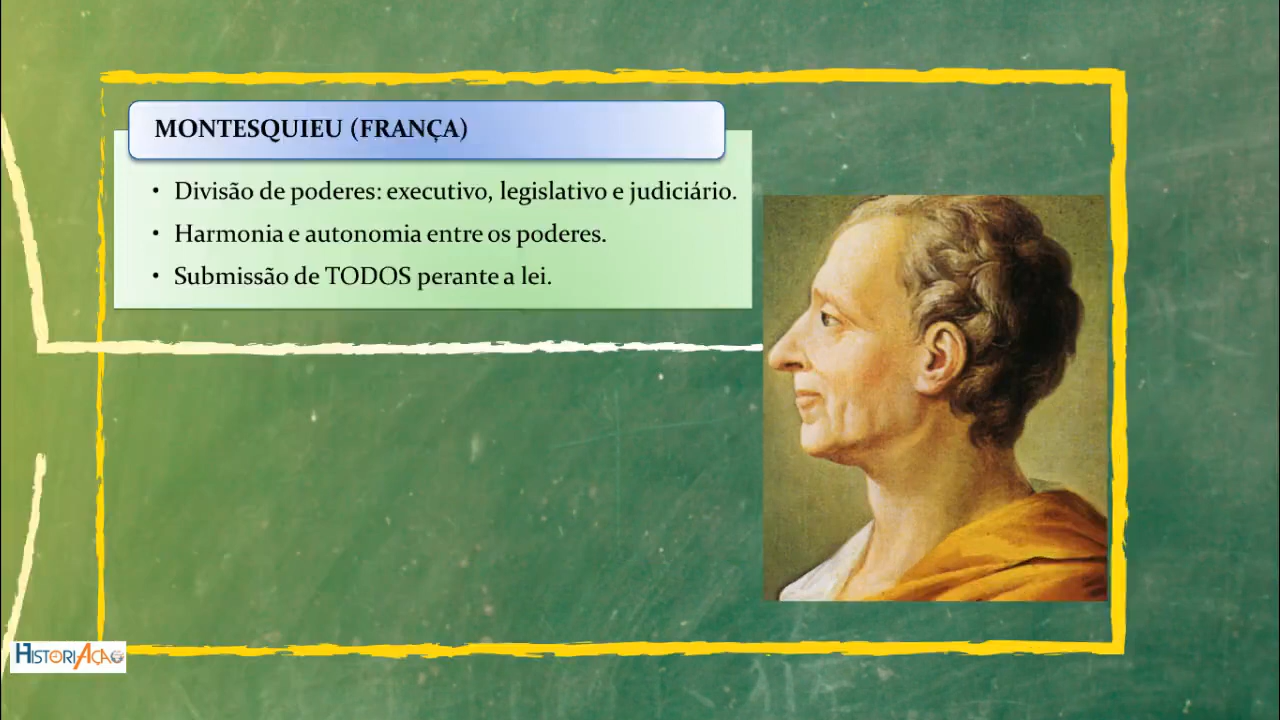 MONTESQUIEU (FRANÇA)
• Divisão de poderes: executivo, legislativo e judiciário.
• Harmonia e autonomia entre os poderes.
• Submissão de TODOS perante a lei.
HISTORIAÇÃO